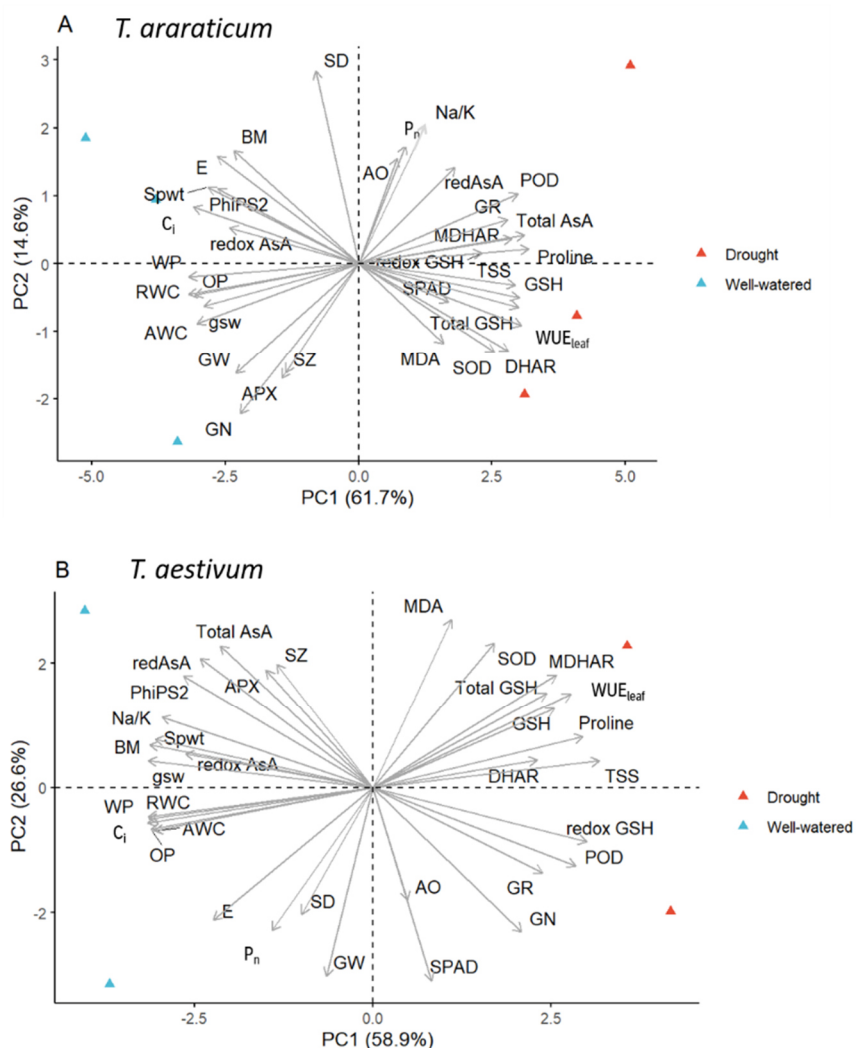 A T. araraticum
3
SD
Na/K
Pn
2
BM
E
AO
redAsA
POD
1
Spwt
PhiPS2
GR
Total AsA
Ci
redox AsA
MDHAR
Drought
WP
redox GSH
TSS
Proline
0
OP
SPAD
GSH
Well-watered
RWC
gsw
Total GSH
WUEleaf
-1
AWC
GW
SZ
MDA
SOD
DHAR
APX
-2
GN
PC2 (14.6%)
-5.0 -2.5 0.0 2.5 5.0
PC1 (61.7%)
B T. aestivum
MDA
Total AsA
SZ
2
redAsA
SOD
MDHAR
PhiPS2
APX
Total GSH
WUEleaf
Na/K
GSH
Proline
BM
Spwt
gsw
redox AsA
DHAR
TSS
0
WP
RWC
Drought
Ci
AWC
redox GSH
Well-watered
OP
POD
GR
E
SD
AO
GN
-2
Pn
GW
SPAD
PC2 (26.6%)
-2.5 0.0 2.5
PC1 (58.9%)